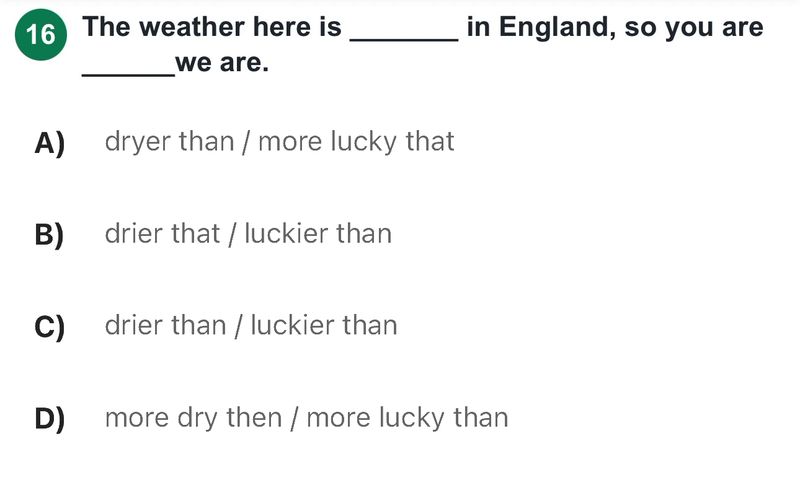 16 The weather here is _______ in England, so you are
______we are.
A) dryer than / more lucky that
B) drier that / luckier than
C) drier than / luckier than
D) more dry then / more lucky than